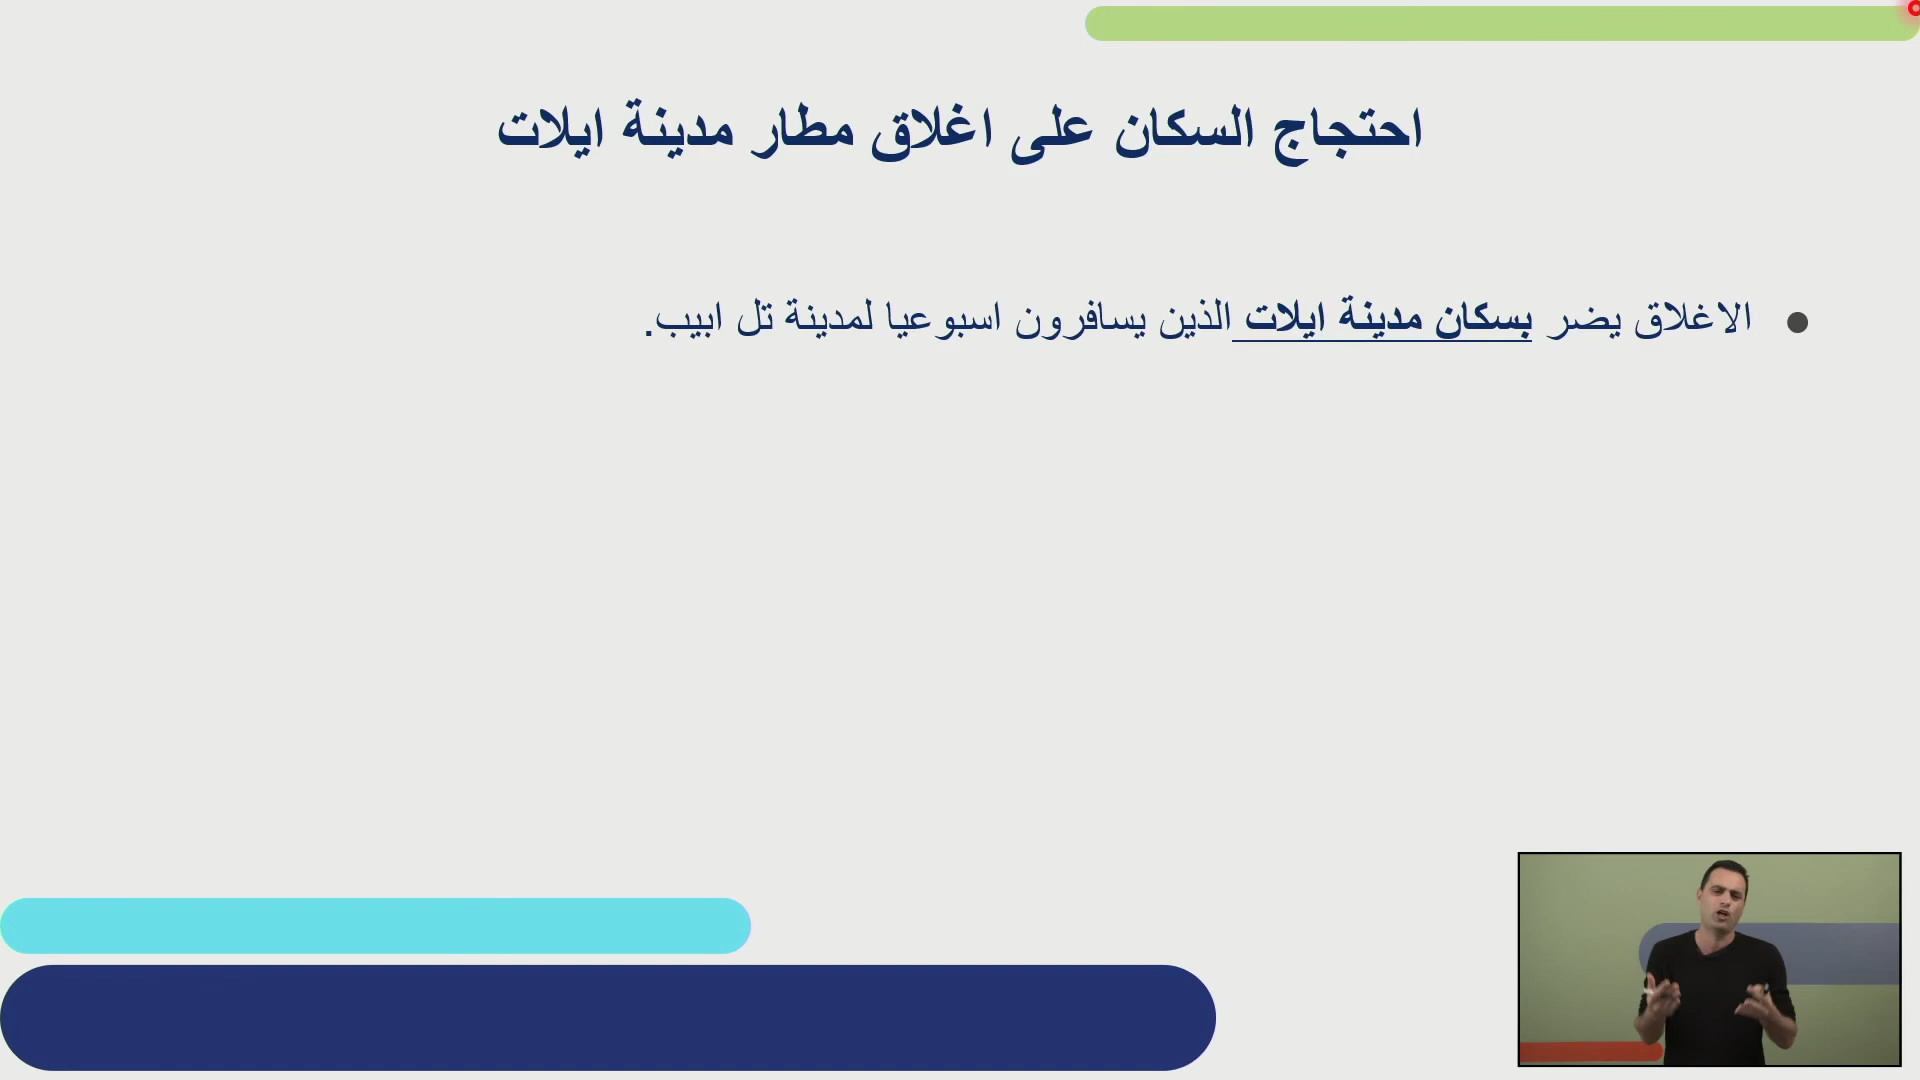 احتجاج السكان على اغلاق مطار مدينة ايلات
الاغلاق يضر بسكان مدينة ايلات الذين يسافرون اسبوعيا لمدينة تل ابيب.